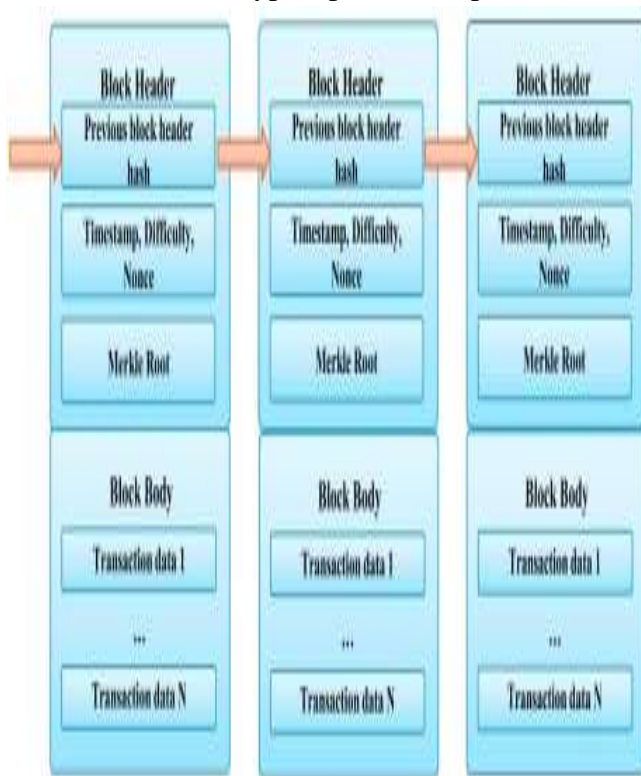 Block Header
Previous block header
hash
Timestamp, Difficulty,
Nonce
Merkle Root
Block Body
Transaction data 1
...
Transaction data N
Block Header
Previous block header
hash
Timestamp, Difficulty,
Nonce
Merkle Root
Block Body
Transaction data 1
...
Transaction data N
Block Header
Previous block header
hash
Timestamp, Difficulty,
Nonce
Merkle Root
Block Body
Transaction data 1
...
Transaction data N